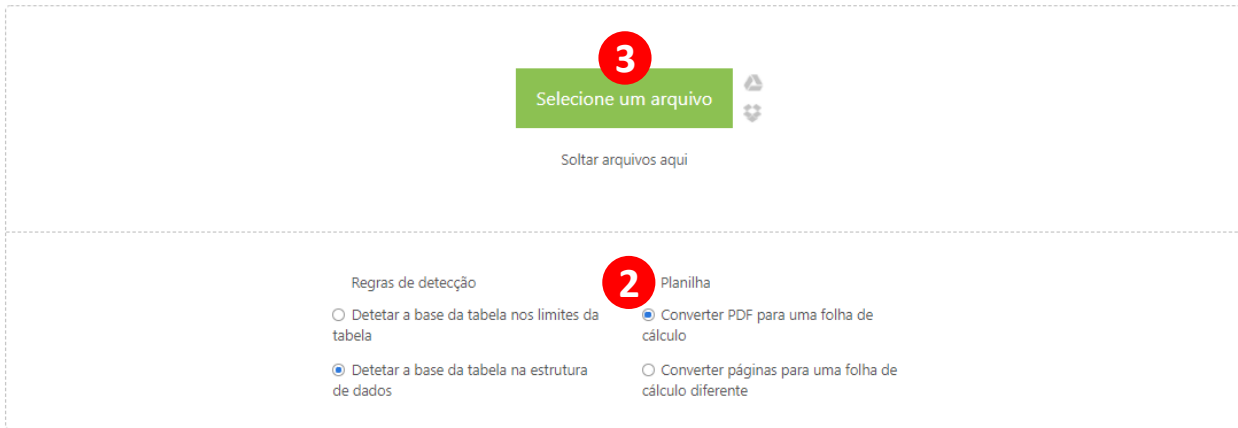 3
Selecione um arquivo
Soltar arquivos aqui
Regras de detecção
2
Planilha
Detetar a base da tabela nos limites da
tabela
Converter PDF para uma folha de
cálculo
Detetar a base da tabela na estrutura
de dados
Converter páginas para uma folha de
cálculo diferente